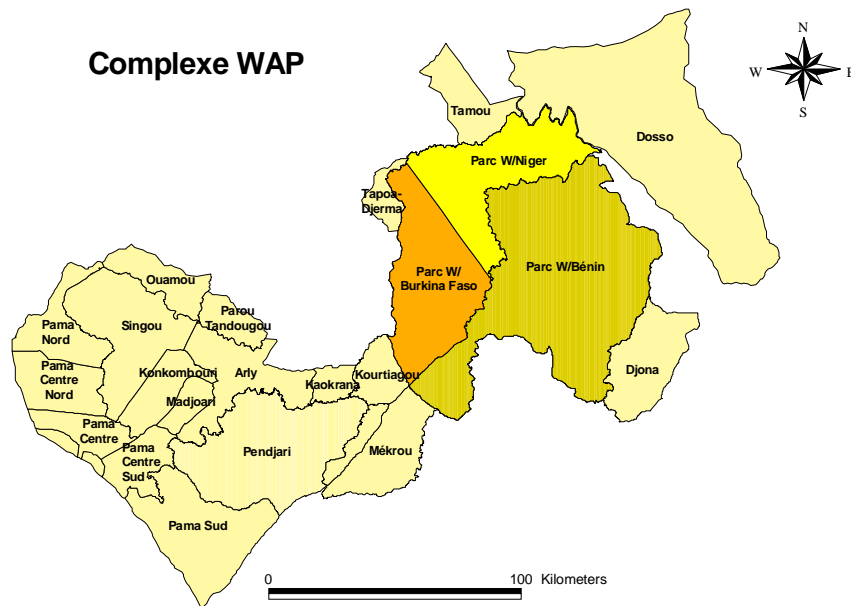 Complexe WAP
N
W
E
S
Tamou
Dosso
Parc W/Niger
Tapoa-
Djerma
Parc W/Bénin
Parc W/
Burkina Faso
Ouamou
Parou
Tandougou
Singou
Pama
Nord
Konkombouri
Arly
Kaokrana
Kourtiagou
Djona
Pama
Centre
Nord
Madjoari
Pama
Centre
Pama
Centre
Sud
Pendjari
Mékrou
Pama Sud
0
100 Kilometers